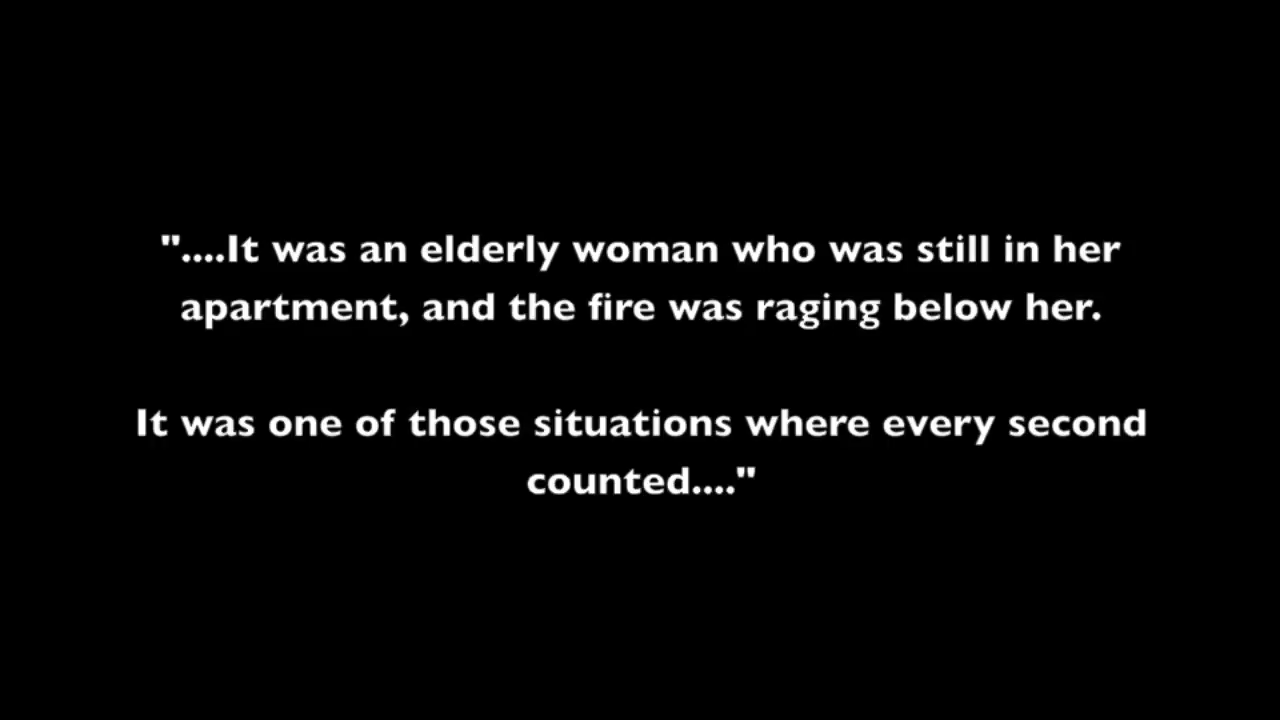 "....It was an elderly woman who was still in her
apartment, and the fire was raging below her.
It was one of those situations where every second
counted...."